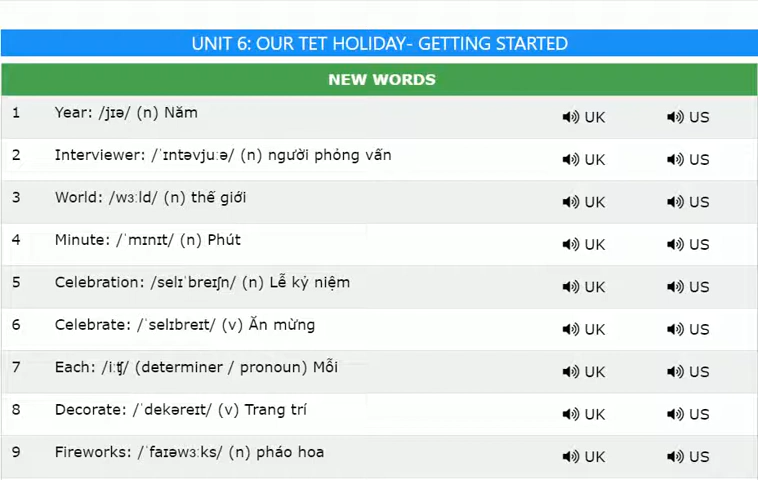 UNIT 6: OUR TET HOLIDAY- GETTING STARTED
NEW WORDS
1 Year: /jɪə/ (n) Năm UK US
2 Interviewer: /ˈɪntəvjuːə/ (n) người phỏng vấn UK US
3 World: /wɜːld/ (n) thế giới UK US
4 Minute: /ˈmɪnɪt/ (n) Phút UK US
5 Celebration: /selɪˈbreɪʃn/ (n) Lễ kỷ niệm UK US
6 Celebrate: /ˈselɪbreɪt/ (v) Ăn mừng UK US
7 Each: /iːʧ/ (determiner / pronoun) Mỗi UK US
8 Decorate: /ˈdekəreɪt/ (v) Trang trí UK US
9 Fireworks: /ˈfaɪəwɜːks/ (n) pháo hoa UK US